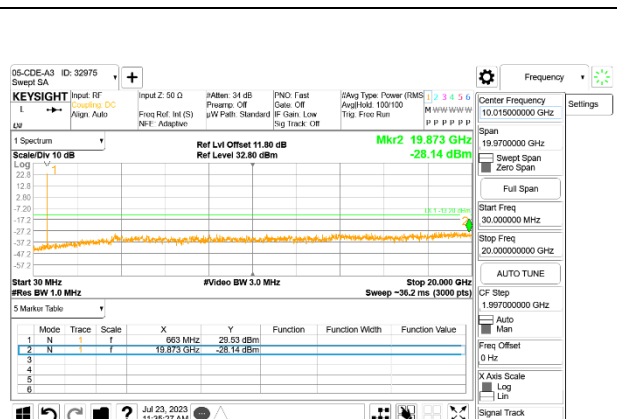 05-CDE-A3 ID: 32975
Swept SA
Frequency
KEYSIGHT Input: RF Input Z: 50 Ω #Atten: 34 dB PNO: Fast #Avg Type: Power (RMS 1 2 3 4 5 6
L Coupling: DC Preamp: Off Gate: Off Avg|Hold: 100/100 M W W W W W
Align: Auto Freq Ref: Int (S) µW Path: Standard IF Gain: Low Trig: Free Run
NFE: Adaptive Sig Track: Off P P P P P P
Center Frequency
10.015000000 GHz
Settings
1 Spectrum Ref Lvl Offset 11.80 dB Mkr2 19.873 GHz
Scale/Div 10 dB Ref Level 32.80 dBm -28.14 dBm
Span
19.9700000 GHz
Swept Span
Zero Span
Log
1
22.8
12.8
2.80
-7.20
-17.2
-27.2
-37.2
-47.2
-57.2
Full Span
Start Freq
30.000000 MHz
Stop Freq
20.000000000 GHz
AUTO TUNE
Start 30 MHz #Video BW 3.0 MHz Stop 20.000 GHz
#Res BW 1.0 MHz Sweep ~36.2 ms (3000 pts)
CF Step
1.997000000 GHz
Auto
Man
5 Marker Table
Mode Trace Scale X Y Function Function Width Function Value
1 N 1 f 663 MHz 29.53 dBm
2 N 1 f 19.873 GHz -28.14 dBm
3
4
5
6
Freq Offset
0 Hz
X Axis Scale
Log
Lin
Signal Track
? Jul 23, 2023
11:35:27 AM